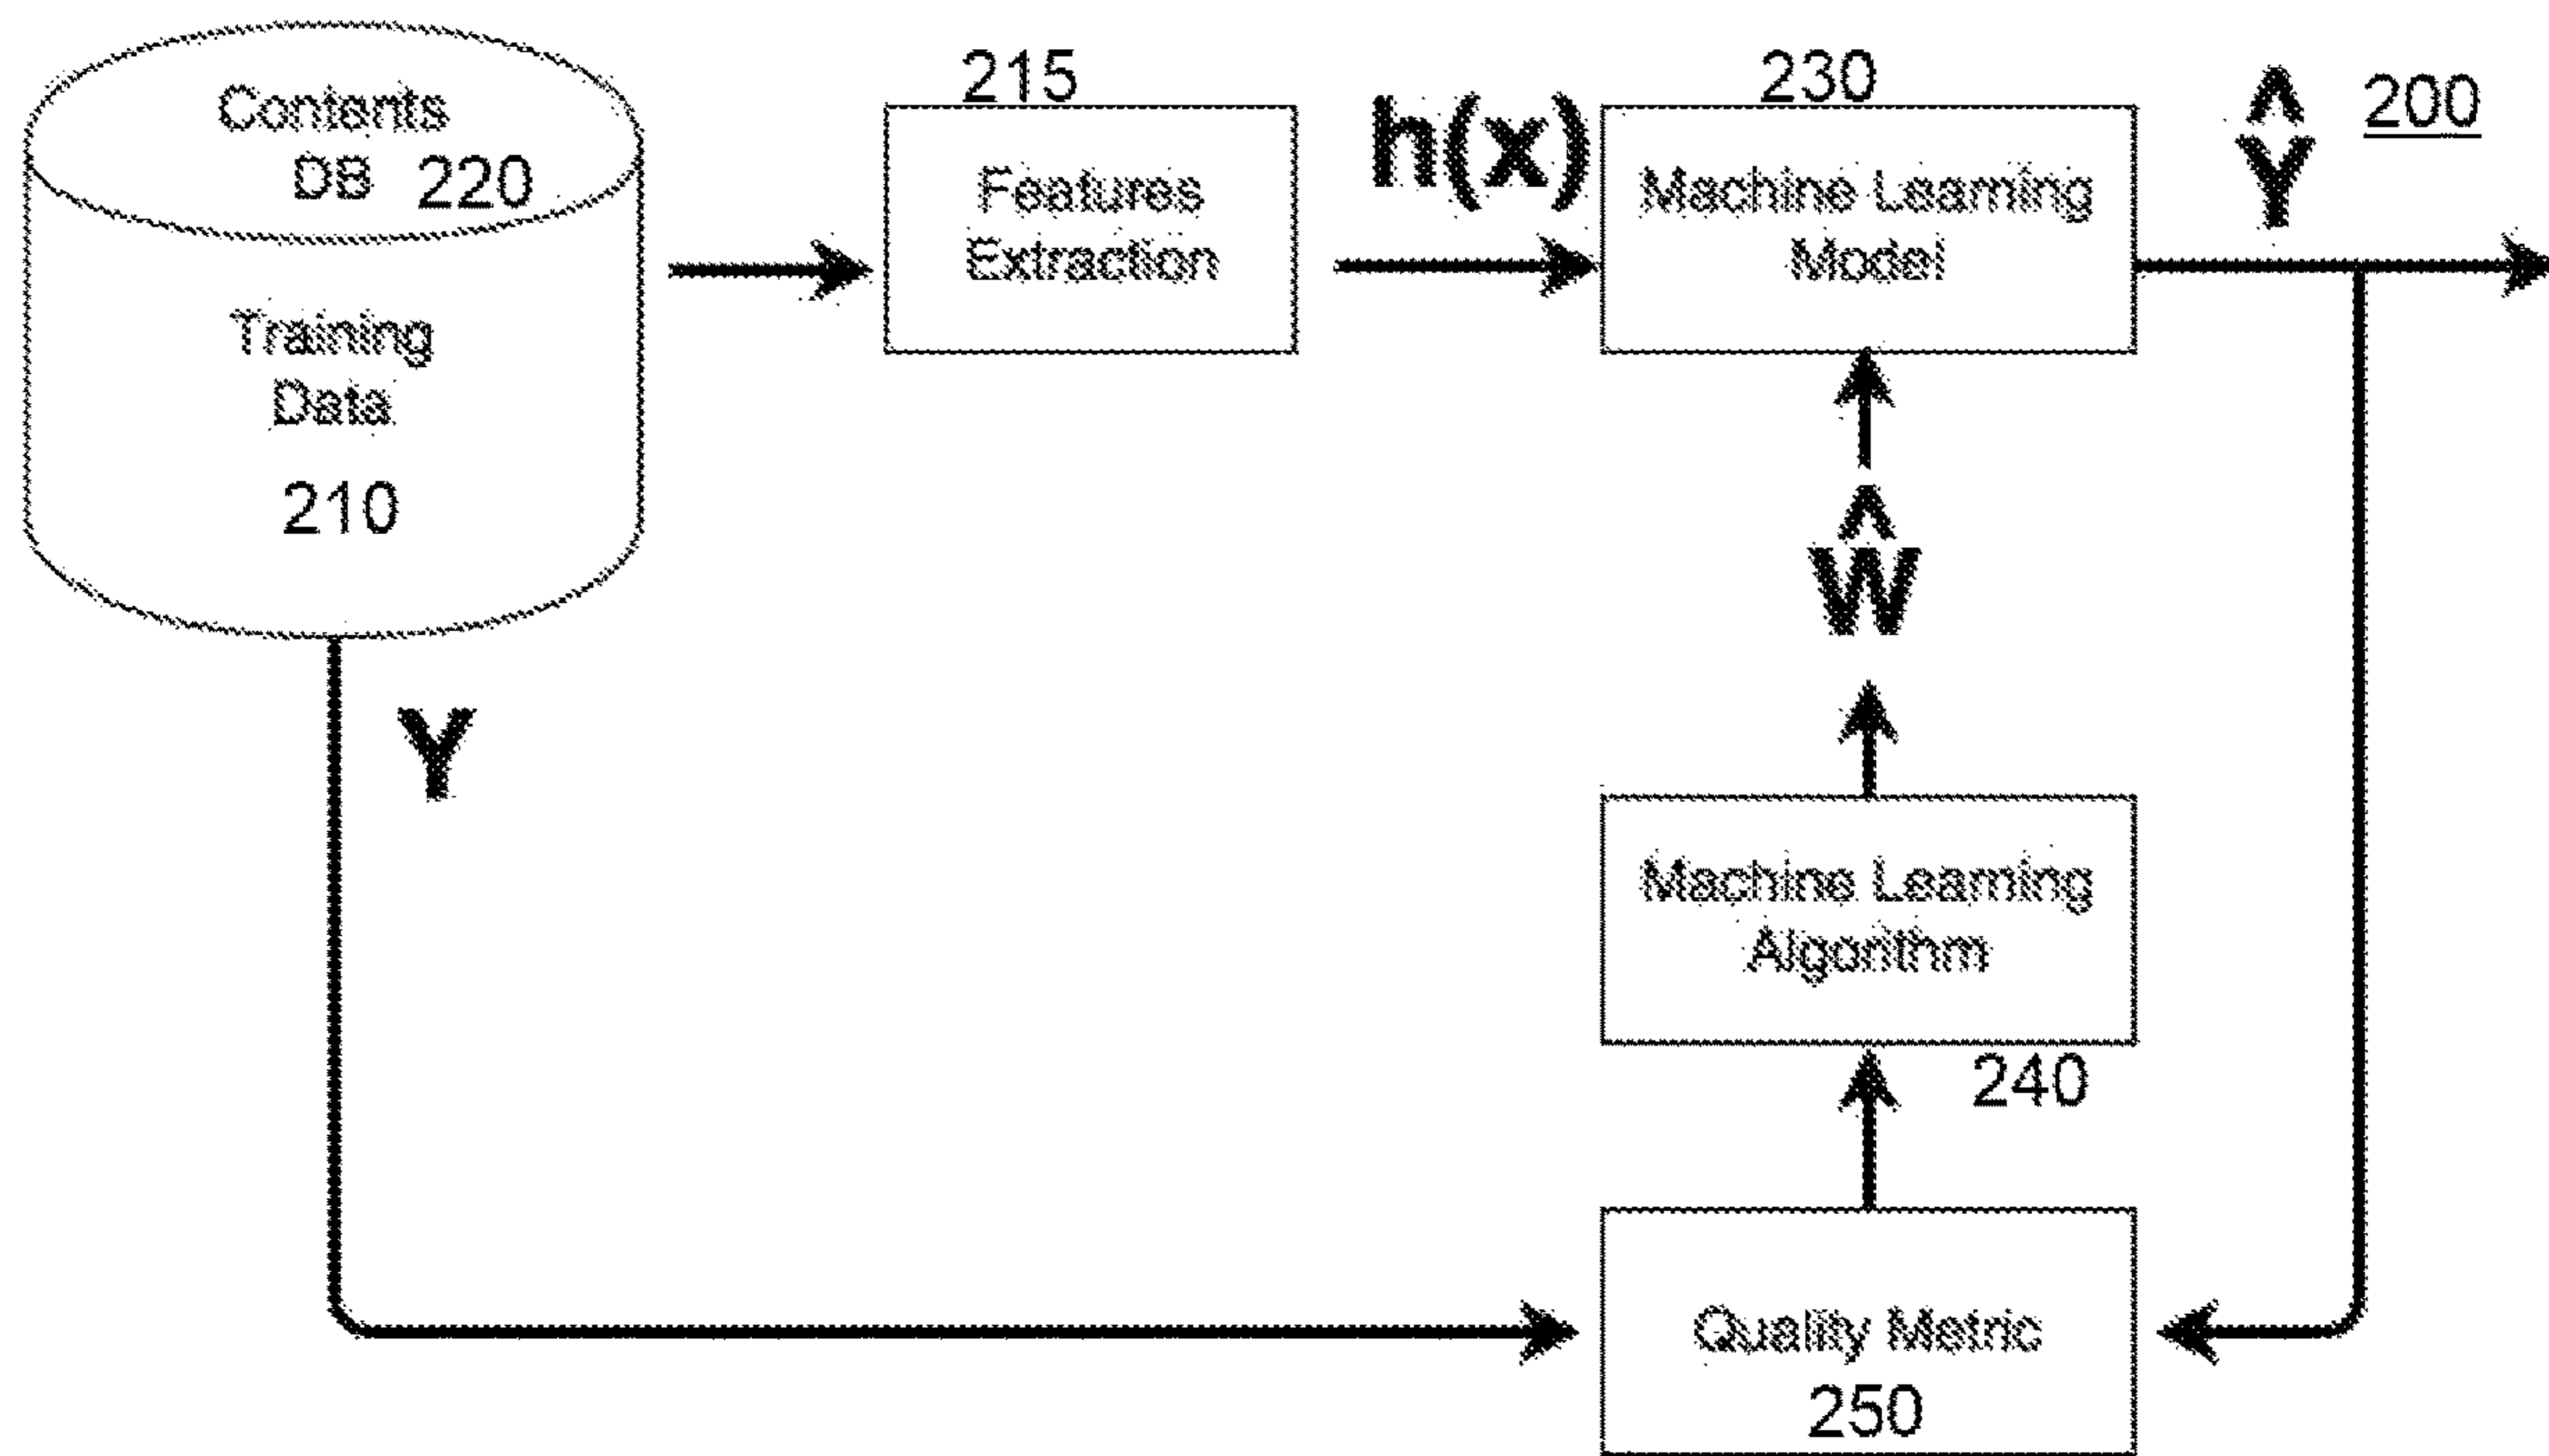 Contents
DB 220
Training
Data
210
215
Features
Extraction
h(x)
230
Machine Learning
Model
Ŷ
200
Ŵ
Y
Machine Learning
Algorithm
240
Quality Metric
250